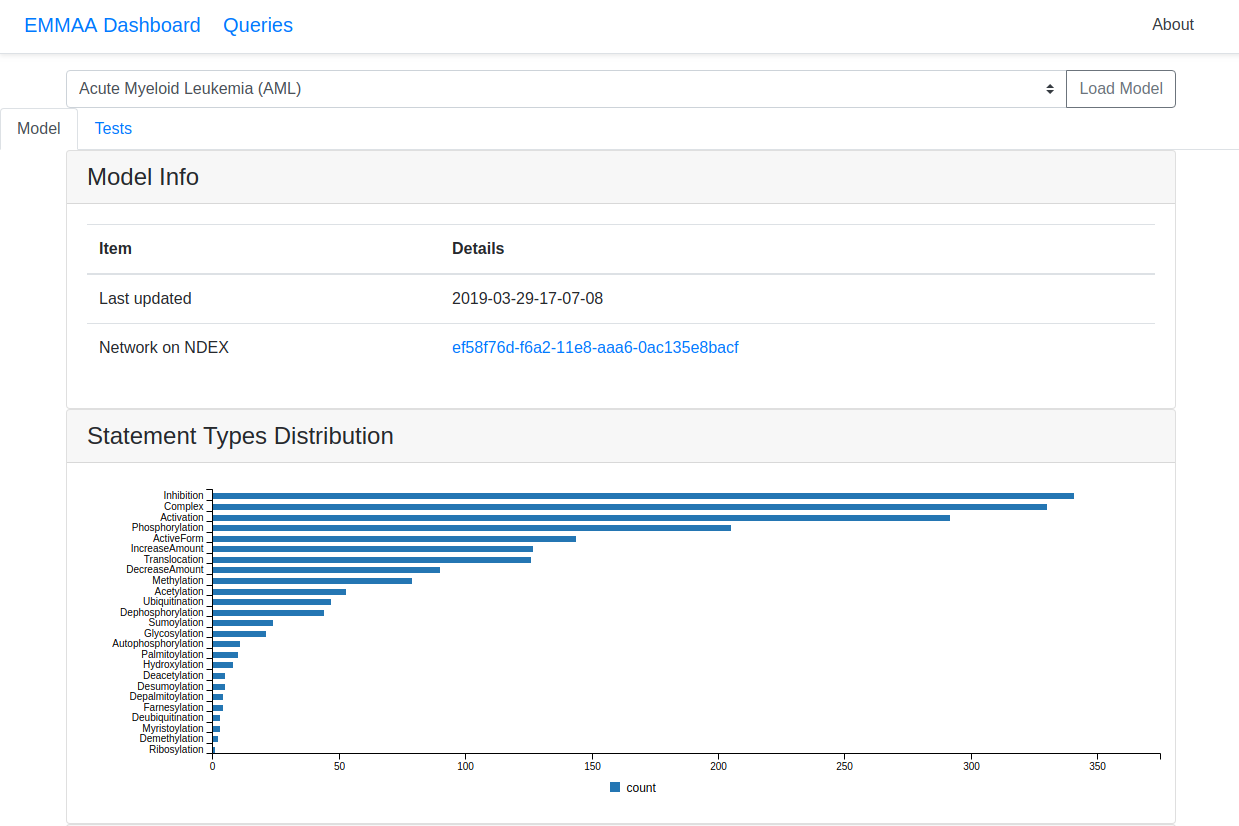 EMMAA Dashboard Queries About
Acute Myeloid Leukemia (AML) Load Model
Model Tests
Model Info
Item Details
Last updated 2019-03-29-17-07-08
Network on NDEX ef58f76d-f6a2-11e8-aaa6-0ac135e8bacf
Statement Types Distribution
Inhibition
Complex
Activation
Phosphorylation
ActiveForm
IncreaseAmount
Translocation
DecreaseAmount
Methylation
Acetylation
Ubiquitination
Dephosphorylation
Sumoylation
Glycosylation
Autophosphorylation
Palmitoylation
Hydroxylation
Deacetylation
Desumoylation
Depalmitoylation
Farnesylation
Deubiquitination
Myristoylation
Demethylation
Ribosylation
0 50 100 150 200 250 300 350
count